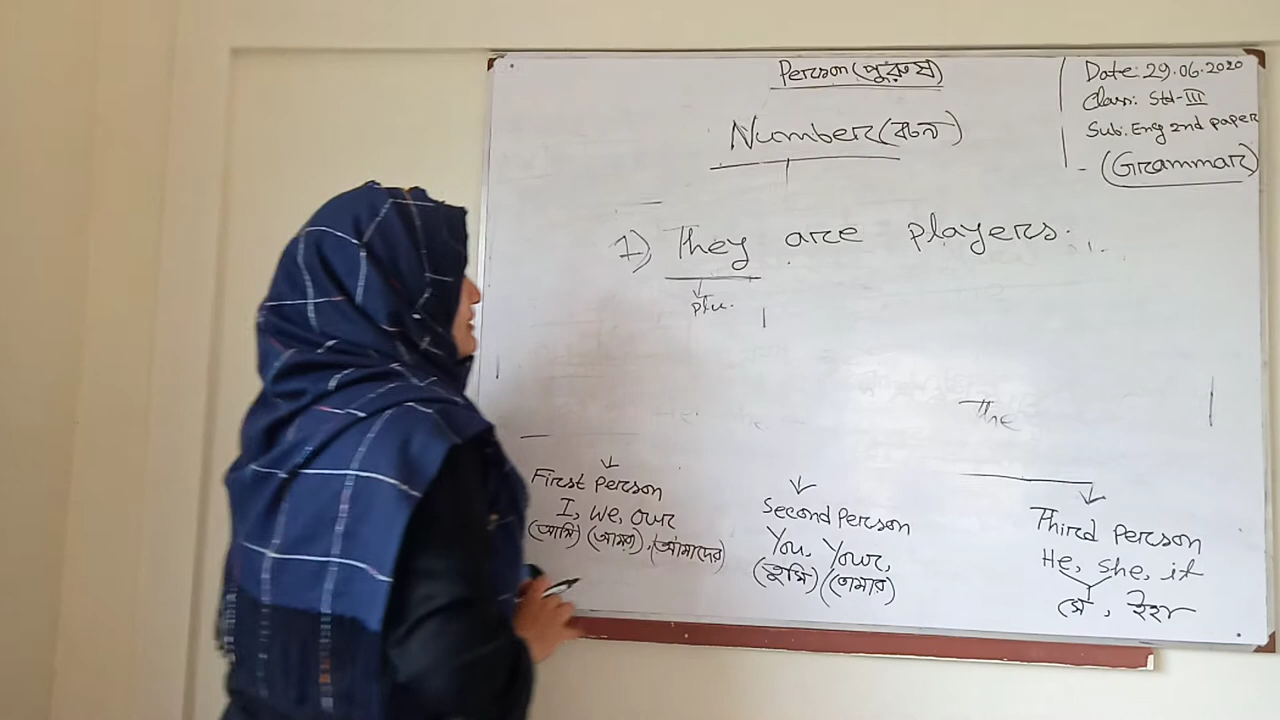 Person(পুরুষ)
Number(বচন)
Date: 29.06.2020
Class: Std-III
Sub: Eng 2nd paper
- (Grammar)
1) They are players.
plu.
The
First Person
I, We, Our
(আমি) (আমরা), (আমাদের)
Second Person
You, Your,
(তুমি) (তোমার)
Third Person
He, she, it
(সে, ইহা